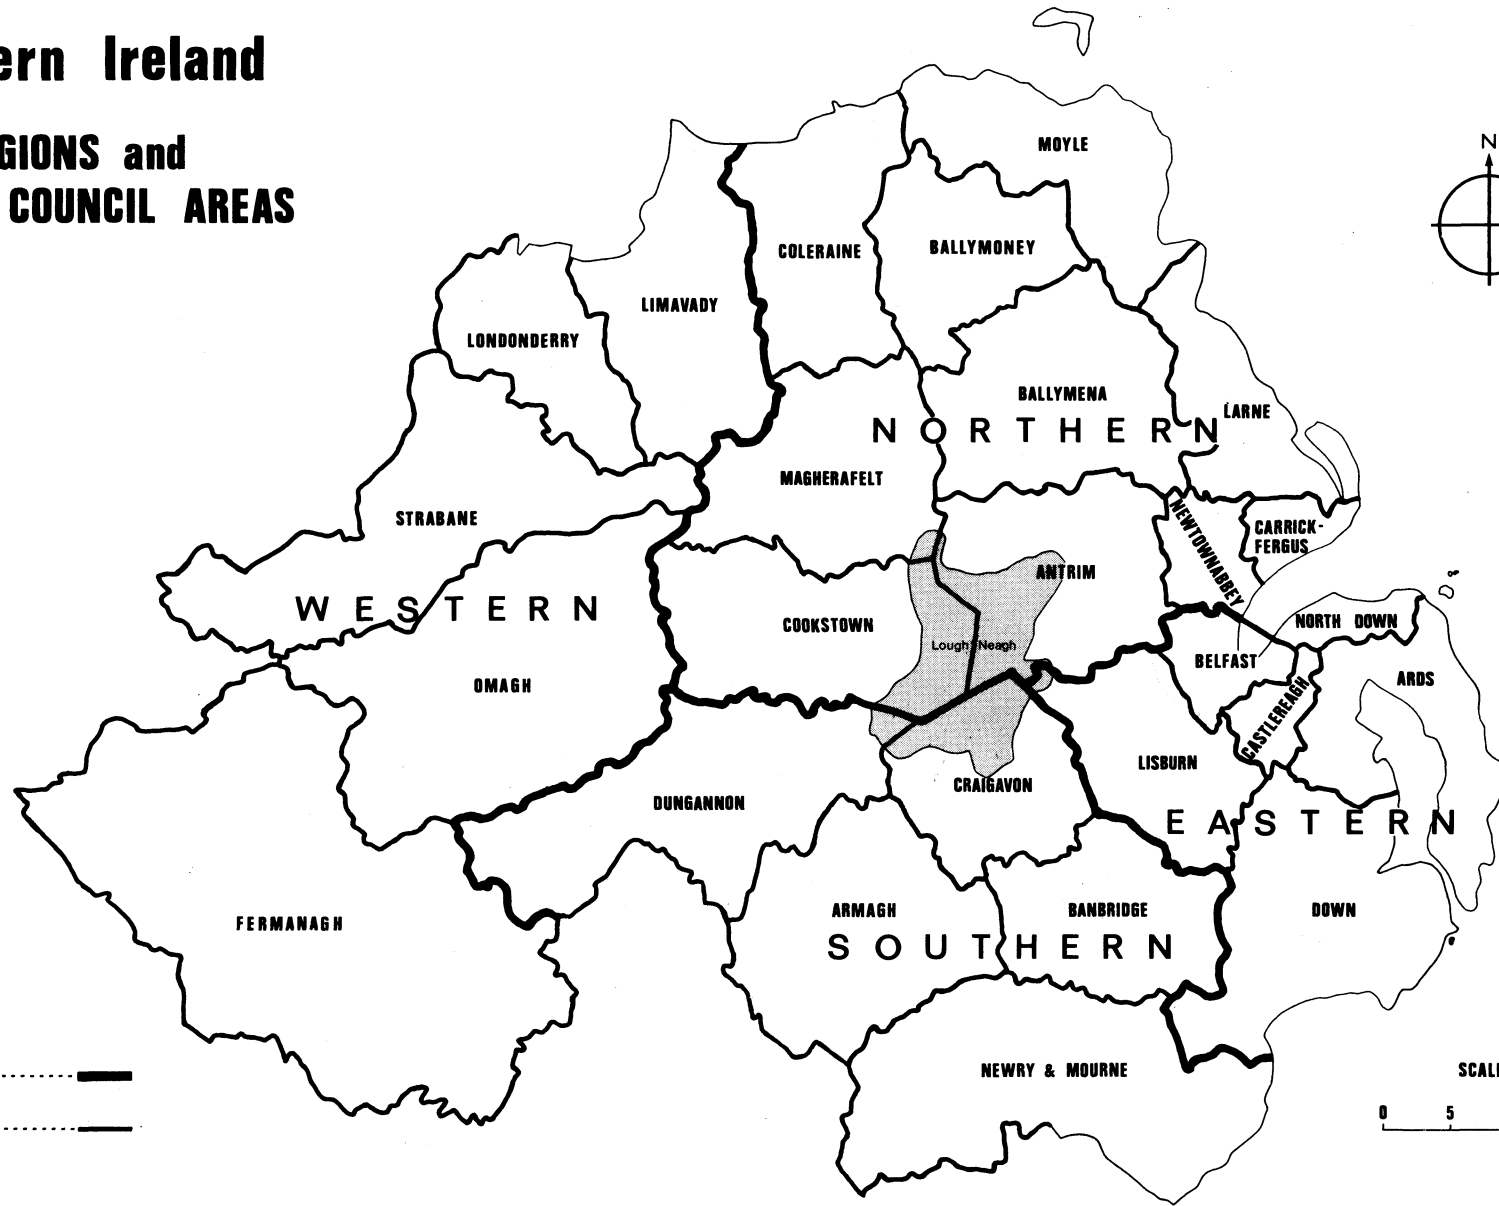 ern Ireland
GIONS and
COUNCIL AREAS
N
MOYLE
COLERAINE
BALLYMONEY
LIMAVADY
LONDONDERRY
BALLYMENA
LARNE
NORTHERN
MAGHERAFELT
STRABANE
NEWTOWNABBEY
CARRICK-
FERGUS
ANTRIM
WESTERN
COOKSTOWN
NORTH DOWN
Lough Neagh
BELFAST
OMAGH
ARDS
CASTLEREAGH
LISBURN
CRAIGAVON
DUNGANNON
EASTERN
ARMAGH
BANBRIDGE
DOWN
FERMANAGH
SOUTHERN
NEWRY & MOURNE
SCAL
0 5